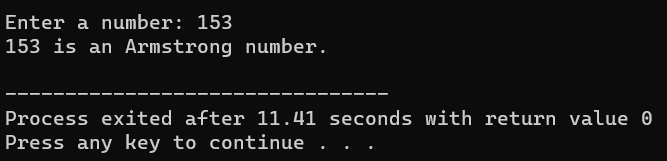 Enter a number: 153
153 is an Armstrong number.
--------------------------------
Process exited after 11.41 seconds with return value 0
Press any key to continue . . .